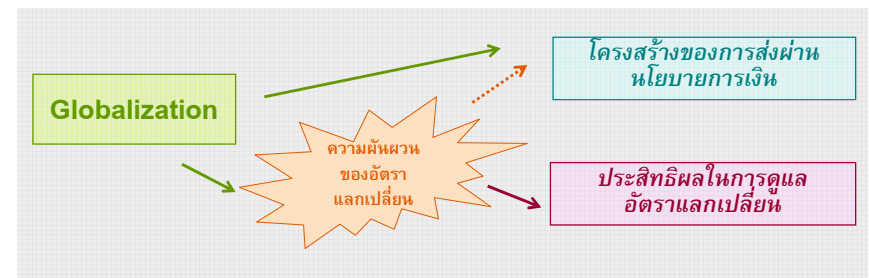 โครงสร้างของการส่งผ่าน
นโยบายการเงิน
Globalization
ความผันผวน
ของอัตรา
แลกเปลี่ยน
ประสิทธิผลในการดูแล
อัตราแลกเปลี่ยน